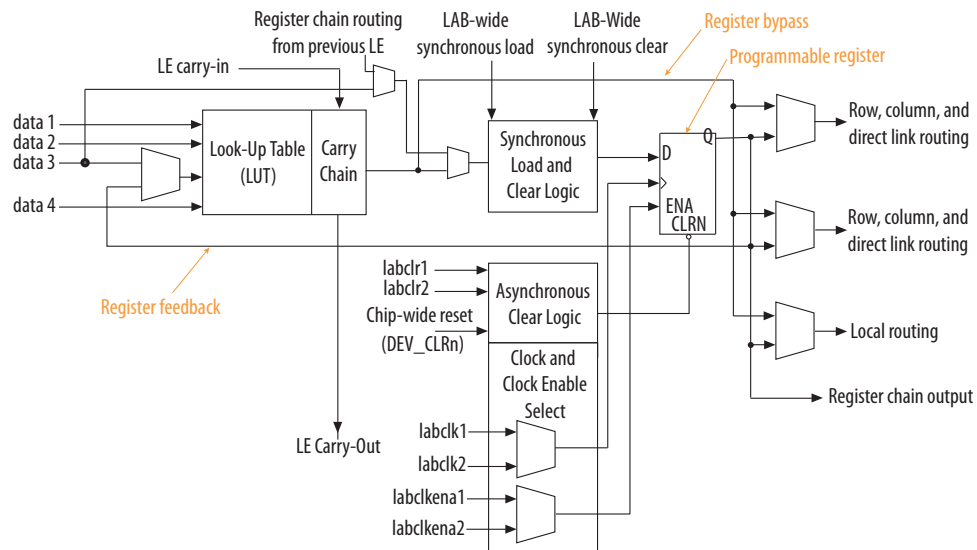 Register chain routing
from previous LE
LAB-wide
synchronous load
LAB-Wide
synchronous clear
Register bypass
Programmable register
LE carry-in
data 1
data 2
data 3
data 4
Look-Up Table
(LUT)
Carry
Chain
Synchronous
Load and
Clear Logic
D
Q
ENA
CLRN
Row, column, and
direct link routing
Row, column, and
direct link routing
Local routing
Register chain output
Register feedback
labclr1
labclr2
Chip-wide reset
(DEV_CLRn)
Asynchronous
Clear Logic
Clock and
Clock Enable
Select
LE Carry-Out
labclk1
labclk2
labclkena1
labclkena2